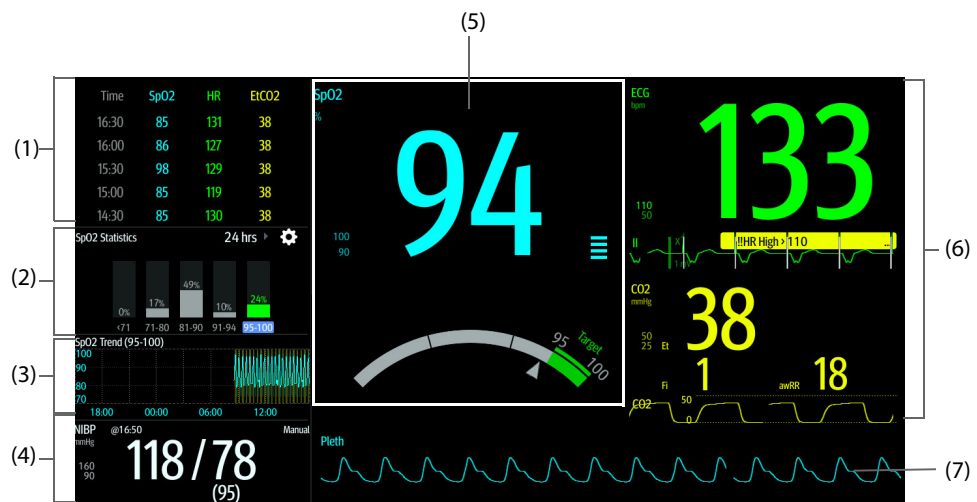 (5)
(1)
Time SpO2 HR EtCO2
16:30 85 131 38
16:00 86 127 38
15:30 98 129 38
15:00 85 119 38
14:30 130 38 85
(2)
SpO2 Statistics 24 hrs
0% 17% 49% 10% 24%
<71 71-80 81-90 91-94 95-100
(3)
SpO2 Trend (95-100)
100
90
80
70
18:00 00:00 06:00 12:00
(4)
NIBP @16:50 Manual
mmHg
160
90
118 / 78
(95)
SpO2
%
94
100
90
95 Target 100
ECG
bpm
133
110
50
!!HR High > 110 ...
II X1
1 mV
(6)
CO2
mmHg
38
50
25 Et
Fi 1 awRR 18
CO2 50
0
Pleth
(7)